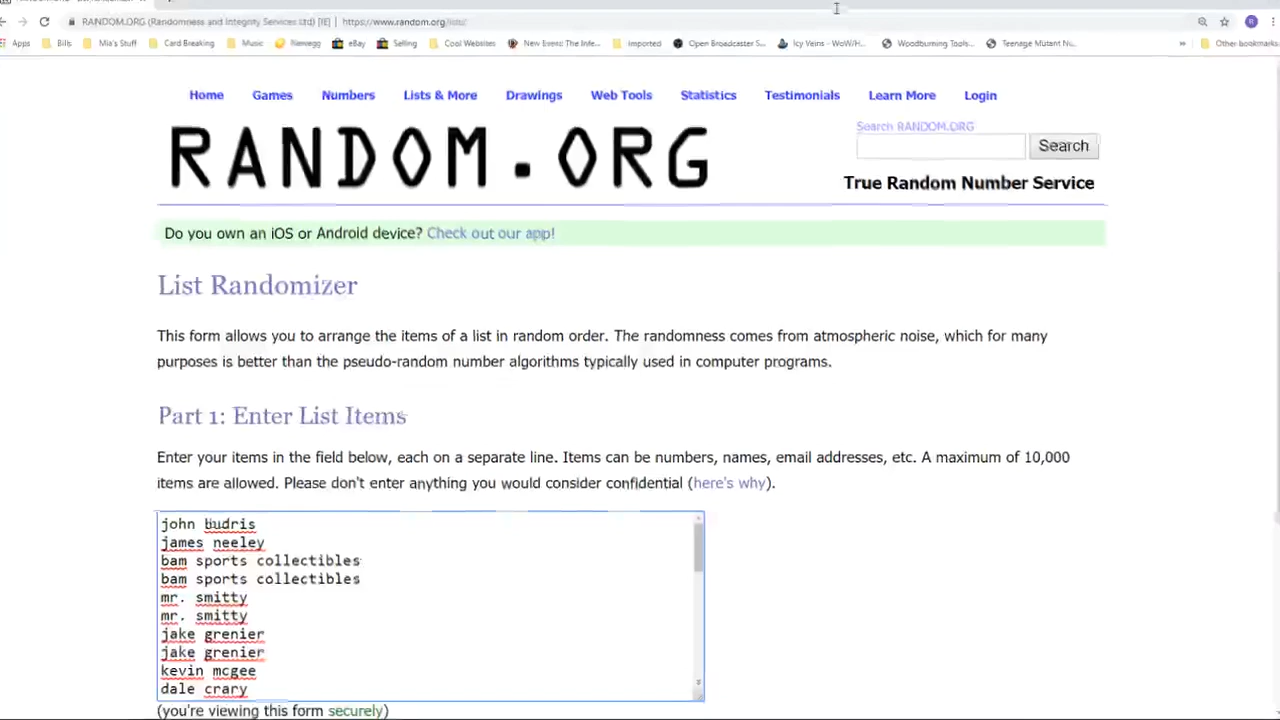 RANDOM.ORG (Randomness and Integrity Services Ltd) [IE] | https://www.random.org/lists/
Apps Bills Mia's Stuff Card Breaking Music Newegg eBay Selling Cool Websites New Event: The Inte... Imported Open Broadcaster S... Icy Veins - WoW/H... Woodburning Tools... Teenage Mutant Nu... » Other bookmarks
Home Games Numbers Lists & More Drawings Web Tools Statistics Testimonials Learn More Login
Search RANDOM.ORG
RANDOM.ORG
Search
True Random Number Service
Do you own an iOS or Android device? Check out our app!
List Randomizer
This form allows you to arrange the items of a list in random order. The randomness comes from atmospheric noise, which for many
purposes is better than the pseudo-random number algorithms typically used in computer programs.
Part 1: Enter List Items
Enter your items in the field below, each on a separate line. Items can be numbers, names, email addresses, etc. A maximum of 10,000
items are allowed. Please don't enter anything you would consider confidential (here's why).
john budris
james neeley
bam sports collectibles
bam sports collectibles
mr. smitty
mr. smitty
jake grenier
jake grenier
kevin mcgee
dale crary
(you're viewing this form securely)